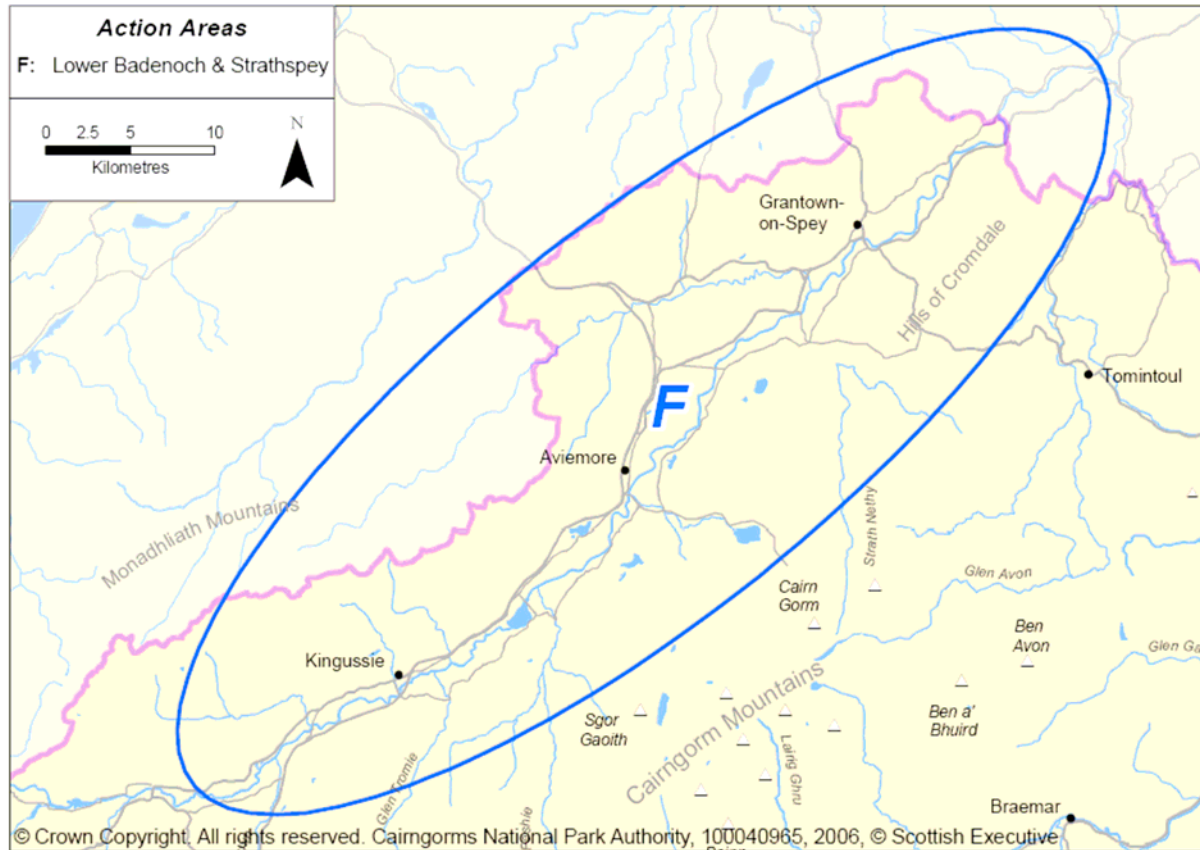 Action Areas
F: Lower Badenoch & Strathspey
0 2.5 5 10
Kilometres
N
Grantown-
on-Spey
Hills of Cromdale
Tomintoul
F
Aviemore
Monadhliath Mountains
Strath Nethy
Glen Avon
Cairn
Gorm
Ben
Avon
Kingussie
Glen Ga
Cairngorm Mountains
Sgor
Gaoith
Ben a'
Bhuird
Lairig Ghru
Glen Tromie
Braemar
© Crown Copyright. All rights reserved. Cairngorms National Park Authority, 100040965, 2006, © Scottish Executive